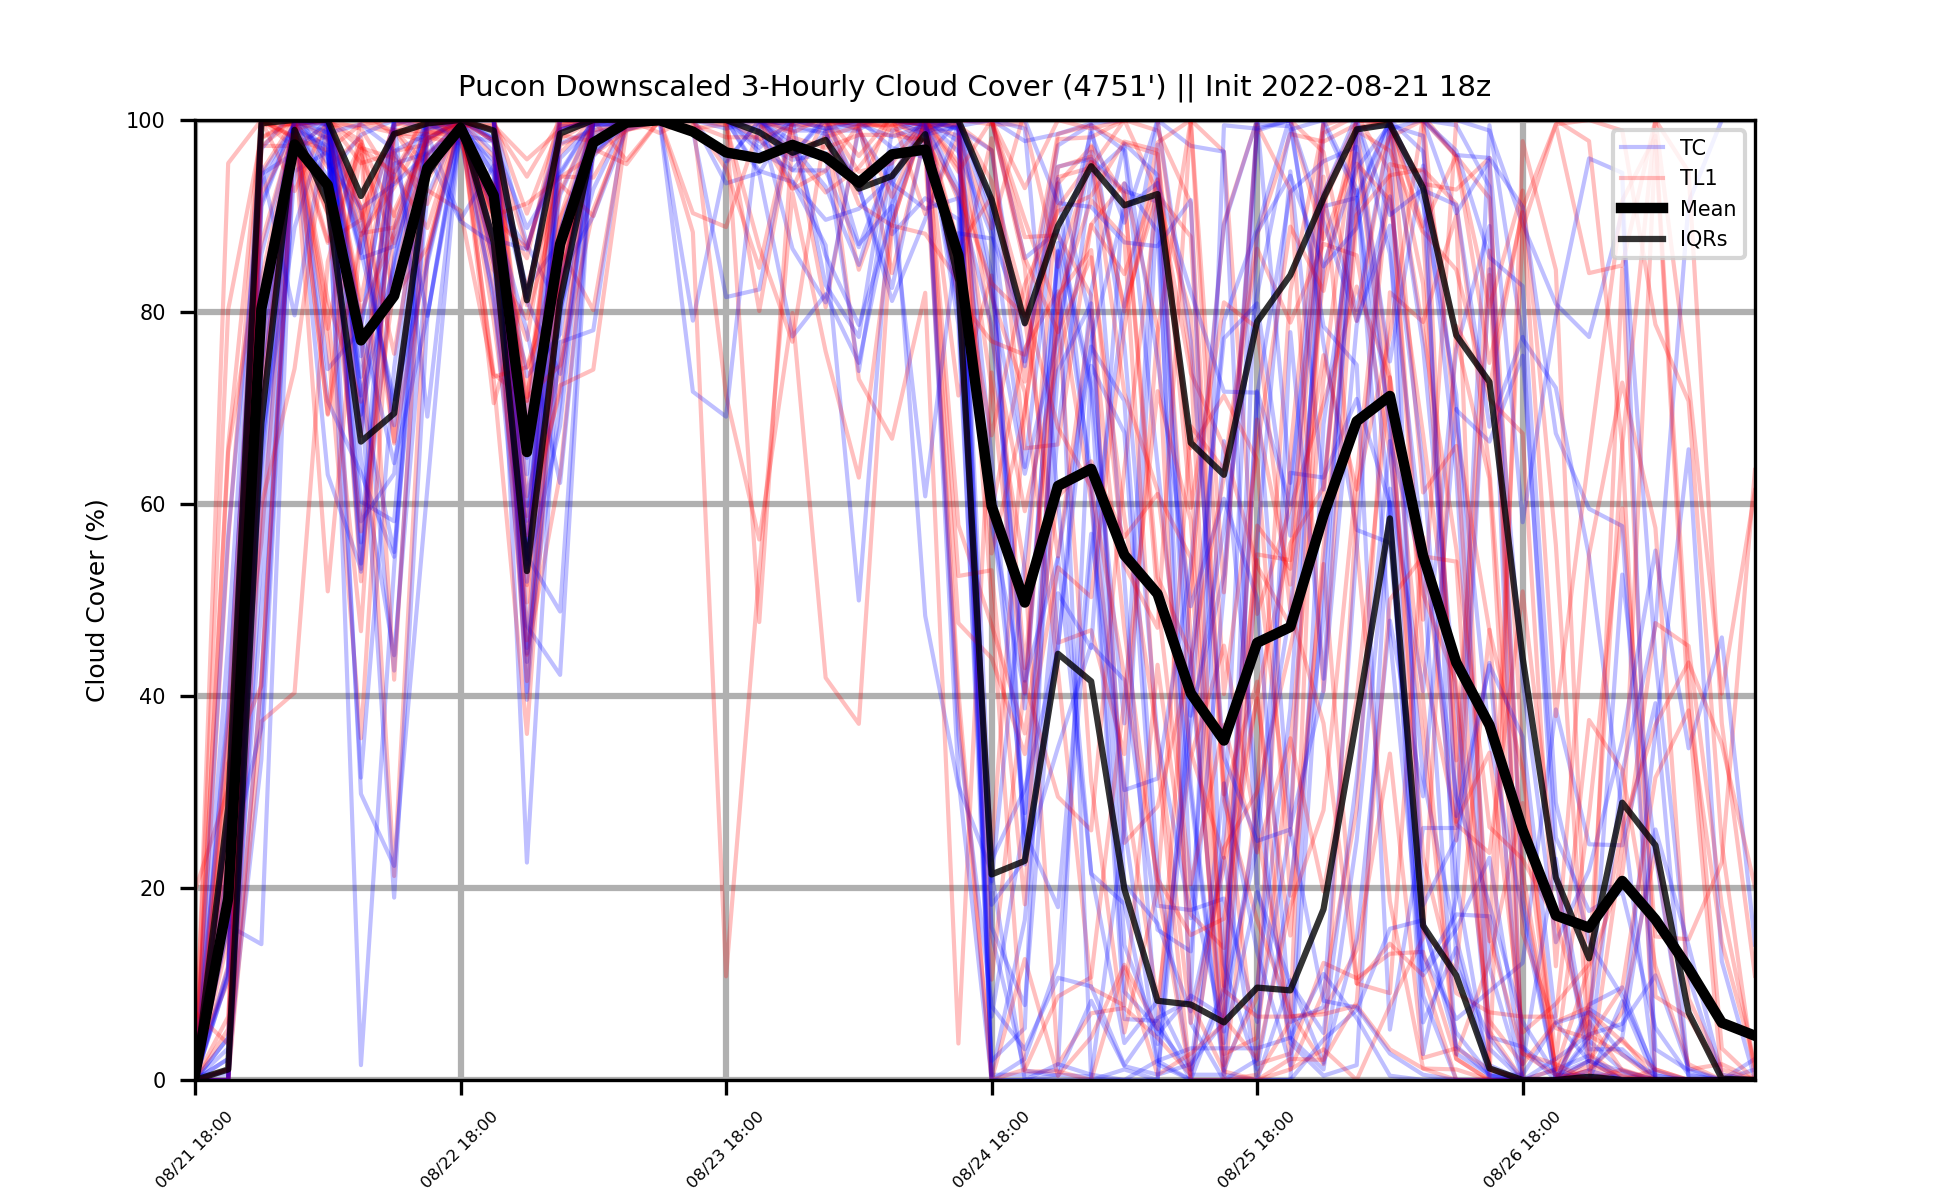 Pucon Downscaled 3-Hourly Cloud Cover (4751') || Init 2022-08-21 18z
Cloud Cover (%)
100
80
60
40
20
0
TC
TL1
Mean
IQRs
08/21 18:00
08/22 18:00
08/23 18:00
08/24 18:00
08/25 18:00
08/26 18:00